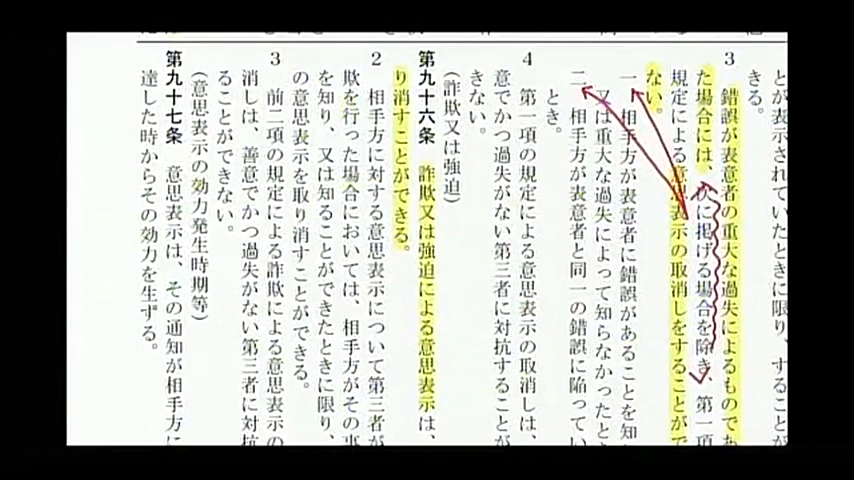 とが表示されていたときに限り、することが
きる。
3 錯誤が表意者の重大な過失によるものであ
た場合には、次に掲げる場合を除き、第一項
規定による意思表示の取消しをすることがで
ない。
一 相手方が表意者に錯誤があることを知
又は重大な過失によって知らなかったと
とき。
二 相手方が表意者と同一の錯誤に陥ってい
4 第一項の規定による意思表示の取消しは、
意でかつ過失がない第三者に対抗することが
きない。
(詐欺又は強迫)
第九十六条 詐欺又は強迫による意思表示は、
り消すことができる。
2 相手方に対する意思表示について第三者が
欺を行った場合においては、相手方がその事
を知り、又は知ることができたときに限り、
の意思表示を取り消すことができる。
3 前二項の規定による詐欺による意思表示の
消しは、善意でかつ過失がない第三者に対抗
ることができない。
(意思表示の効力発生時期等)
第九十七条 意思表示は、その通知が相手方に
達した時からその効力を生ずる。